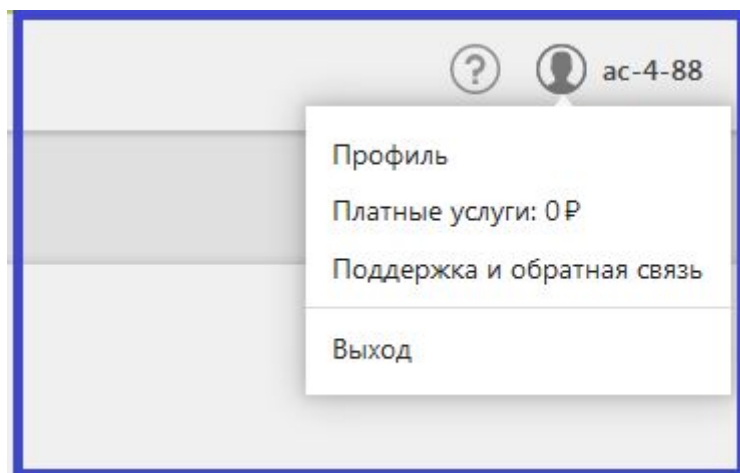 ? ac-4-88
Профиль
Платные услуги: 0 ₽
Поддержка и обратная связь
Выход